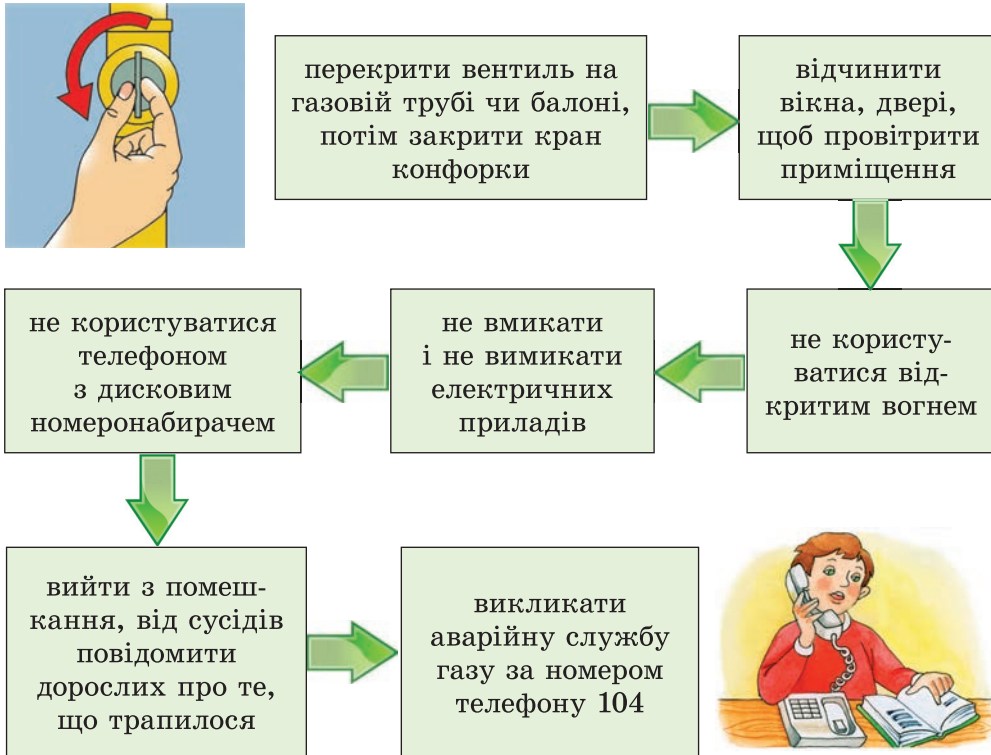 перекрити вентиль на
газовій трубі чи балоні,
потім закрити кран
конфорки
відчинити
вікна, двері,
щоб провітрити
приміщення
не користу-
ватися від-
критим вогнем
не вмикати
і не вимикати
електричних
приладів
не користуватися
телефоном
з дисковим
номеронабирачем
вийти з помеш-
кання, від сусідів
повідомити
дорослих про те,
що трапилося
викликати
аварійну службу
газу за номером
телефону 104